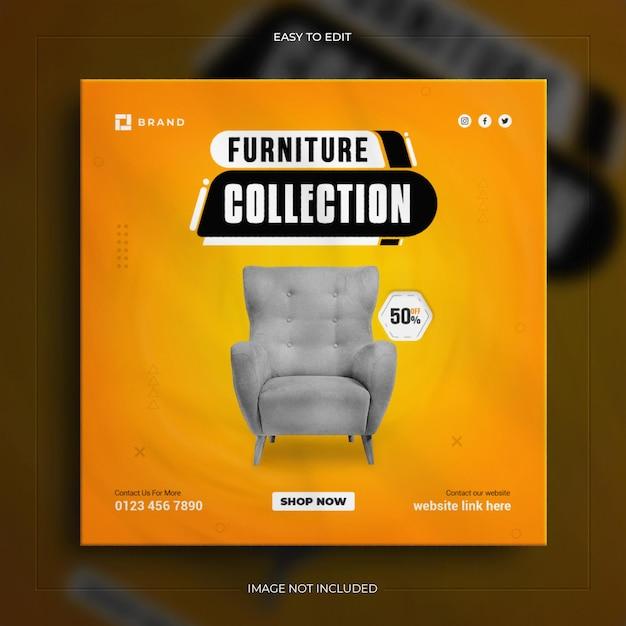 EASY TO EDIT
BRAND
FURNITURE
COLLECTION
50% OFF
Contact Us For More
0123 456 7890
SHOP NOW
Contact our website
website link here
IMAGE NOT INCLUDED